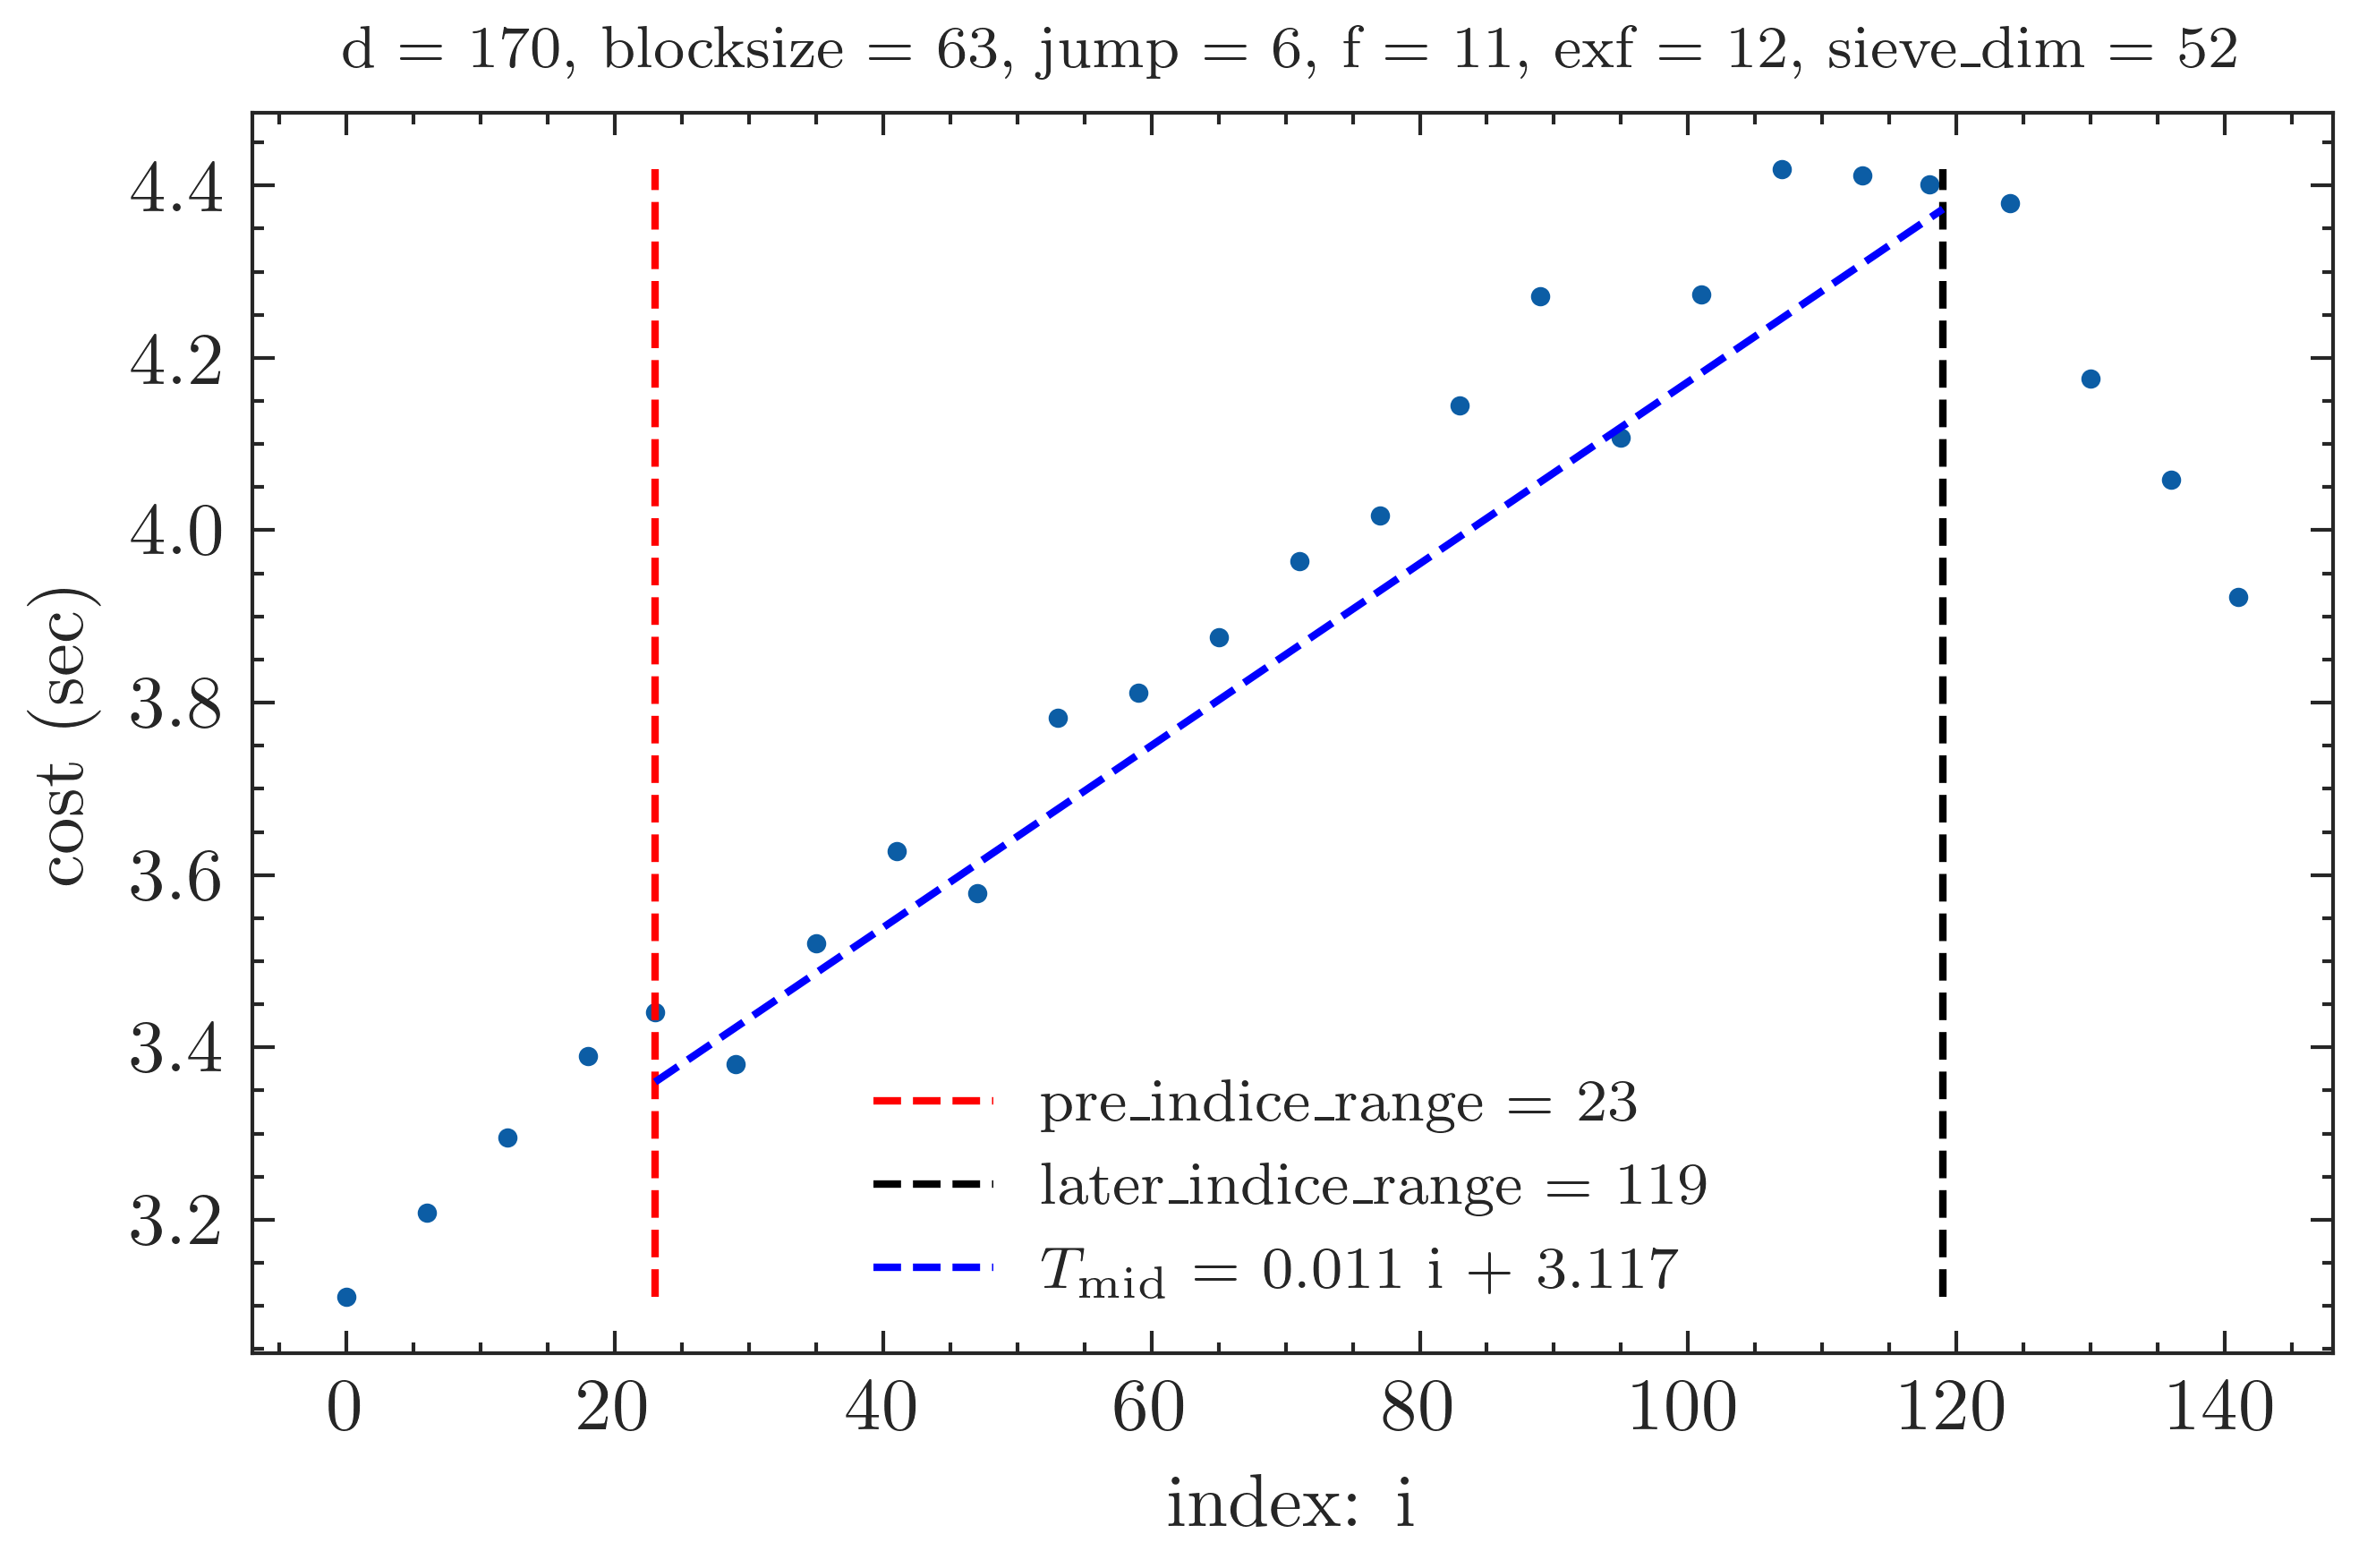 d = 170, blocksize = 63, jump = 6, f = 11, exf = 12, sieve_dim = 52
cost (sec)
4.4
4.2
4.0
3.8
3.6
3.4
3.2
pre_indice_range = 23
later_indice_range = 119
T_mid = 0.011 i + 3.117
0 20 40 60 80 100 120 140
index: i